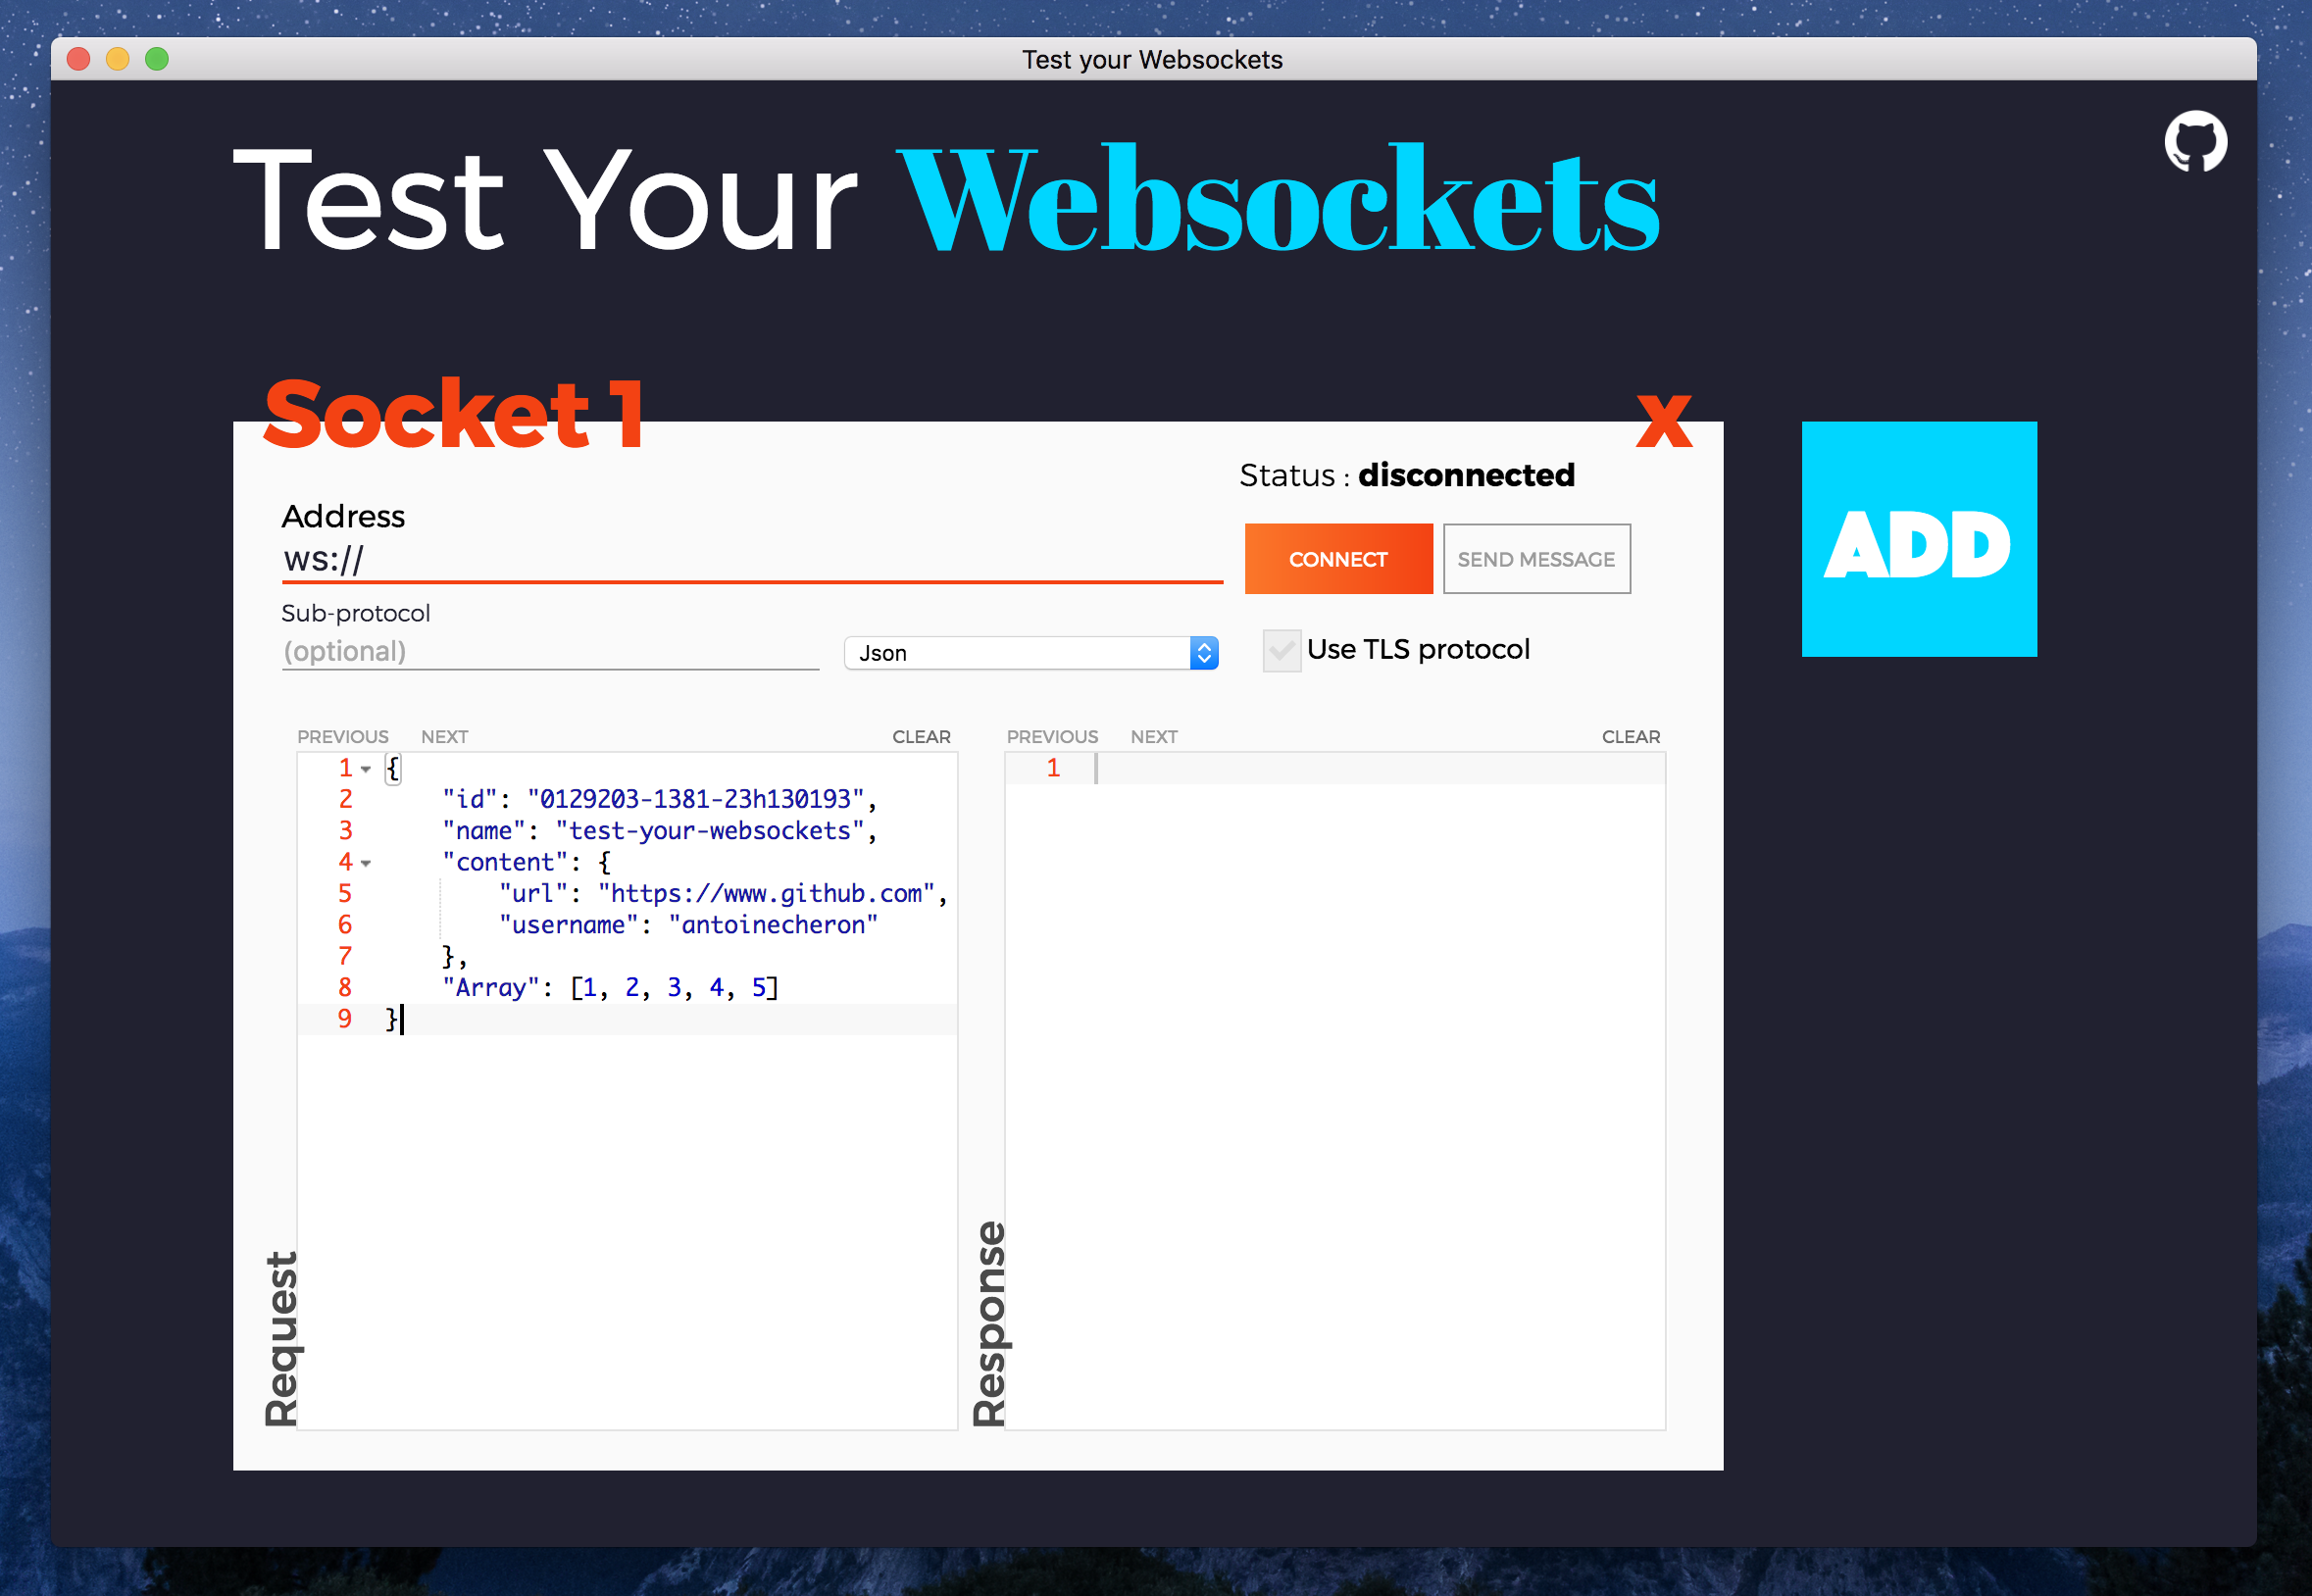 Test your Websockets
Test Your Websockets
Socket 1
x
Status : disconnected
ADD
Address
ws://
CONNECT
SEND MESSAGE
Sub-protocol
(optional)
Json
Use TLS protocol
PREVIOUS NEXT CLEAR
1 {
2 "id": "0129203-1381-23h130193",
3 "name": "test-your-websockets",
4 "content": {
5 "url": "https://www.github.com",
6 "username": "antoinecheron"
7 },
8 "Array": [1, 2, 3, 4, 5]
9 }
Request
PREVIOUS NEXT CLEAR
1
Response